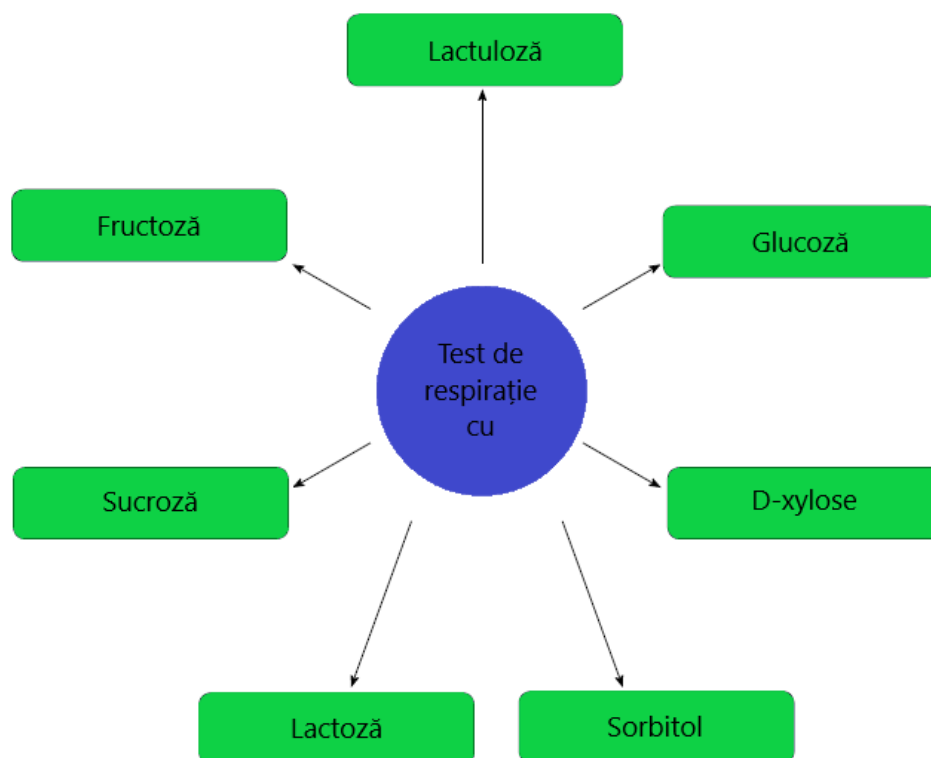 Lactuloză
Fructoză
Glucoză
Test de
respirație
cu
Sucroză
D-xylose
Lactoză
Sorbitol